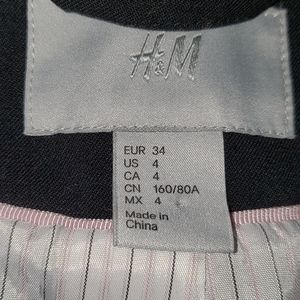 H&M
EUR 34
US 4
CA 4
CN 160/80A
MX 4
Made in
China